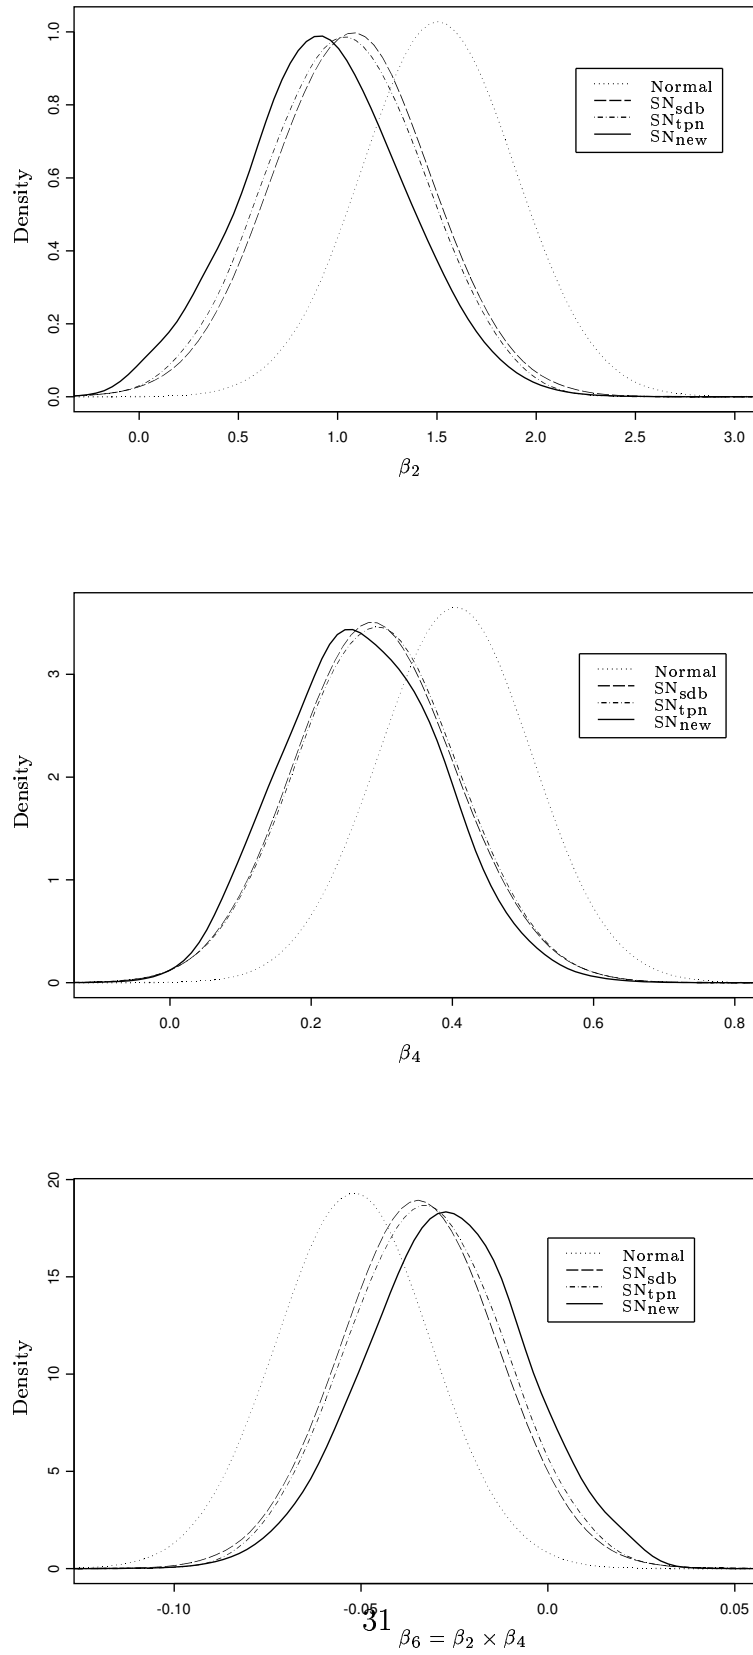 1.0
0.8
0.6
0.4
0.2
0.0
Density
Normal
SNsdb
SNtpn
SNnew
0.0 0.5 1.0 1.5 2.0 2.5 3.0
β2
3
2
1
0
Density
Normal
SNsdb
SNtpn
SNnew
0.0 0.2 0.4 0.6 0.8
β4
20
15
10
5
0
Density
Normal
SNsdb
SNtpn
SNnew
-0.10 -0.05 0.0 0.05
31
β6 = β2 × β4